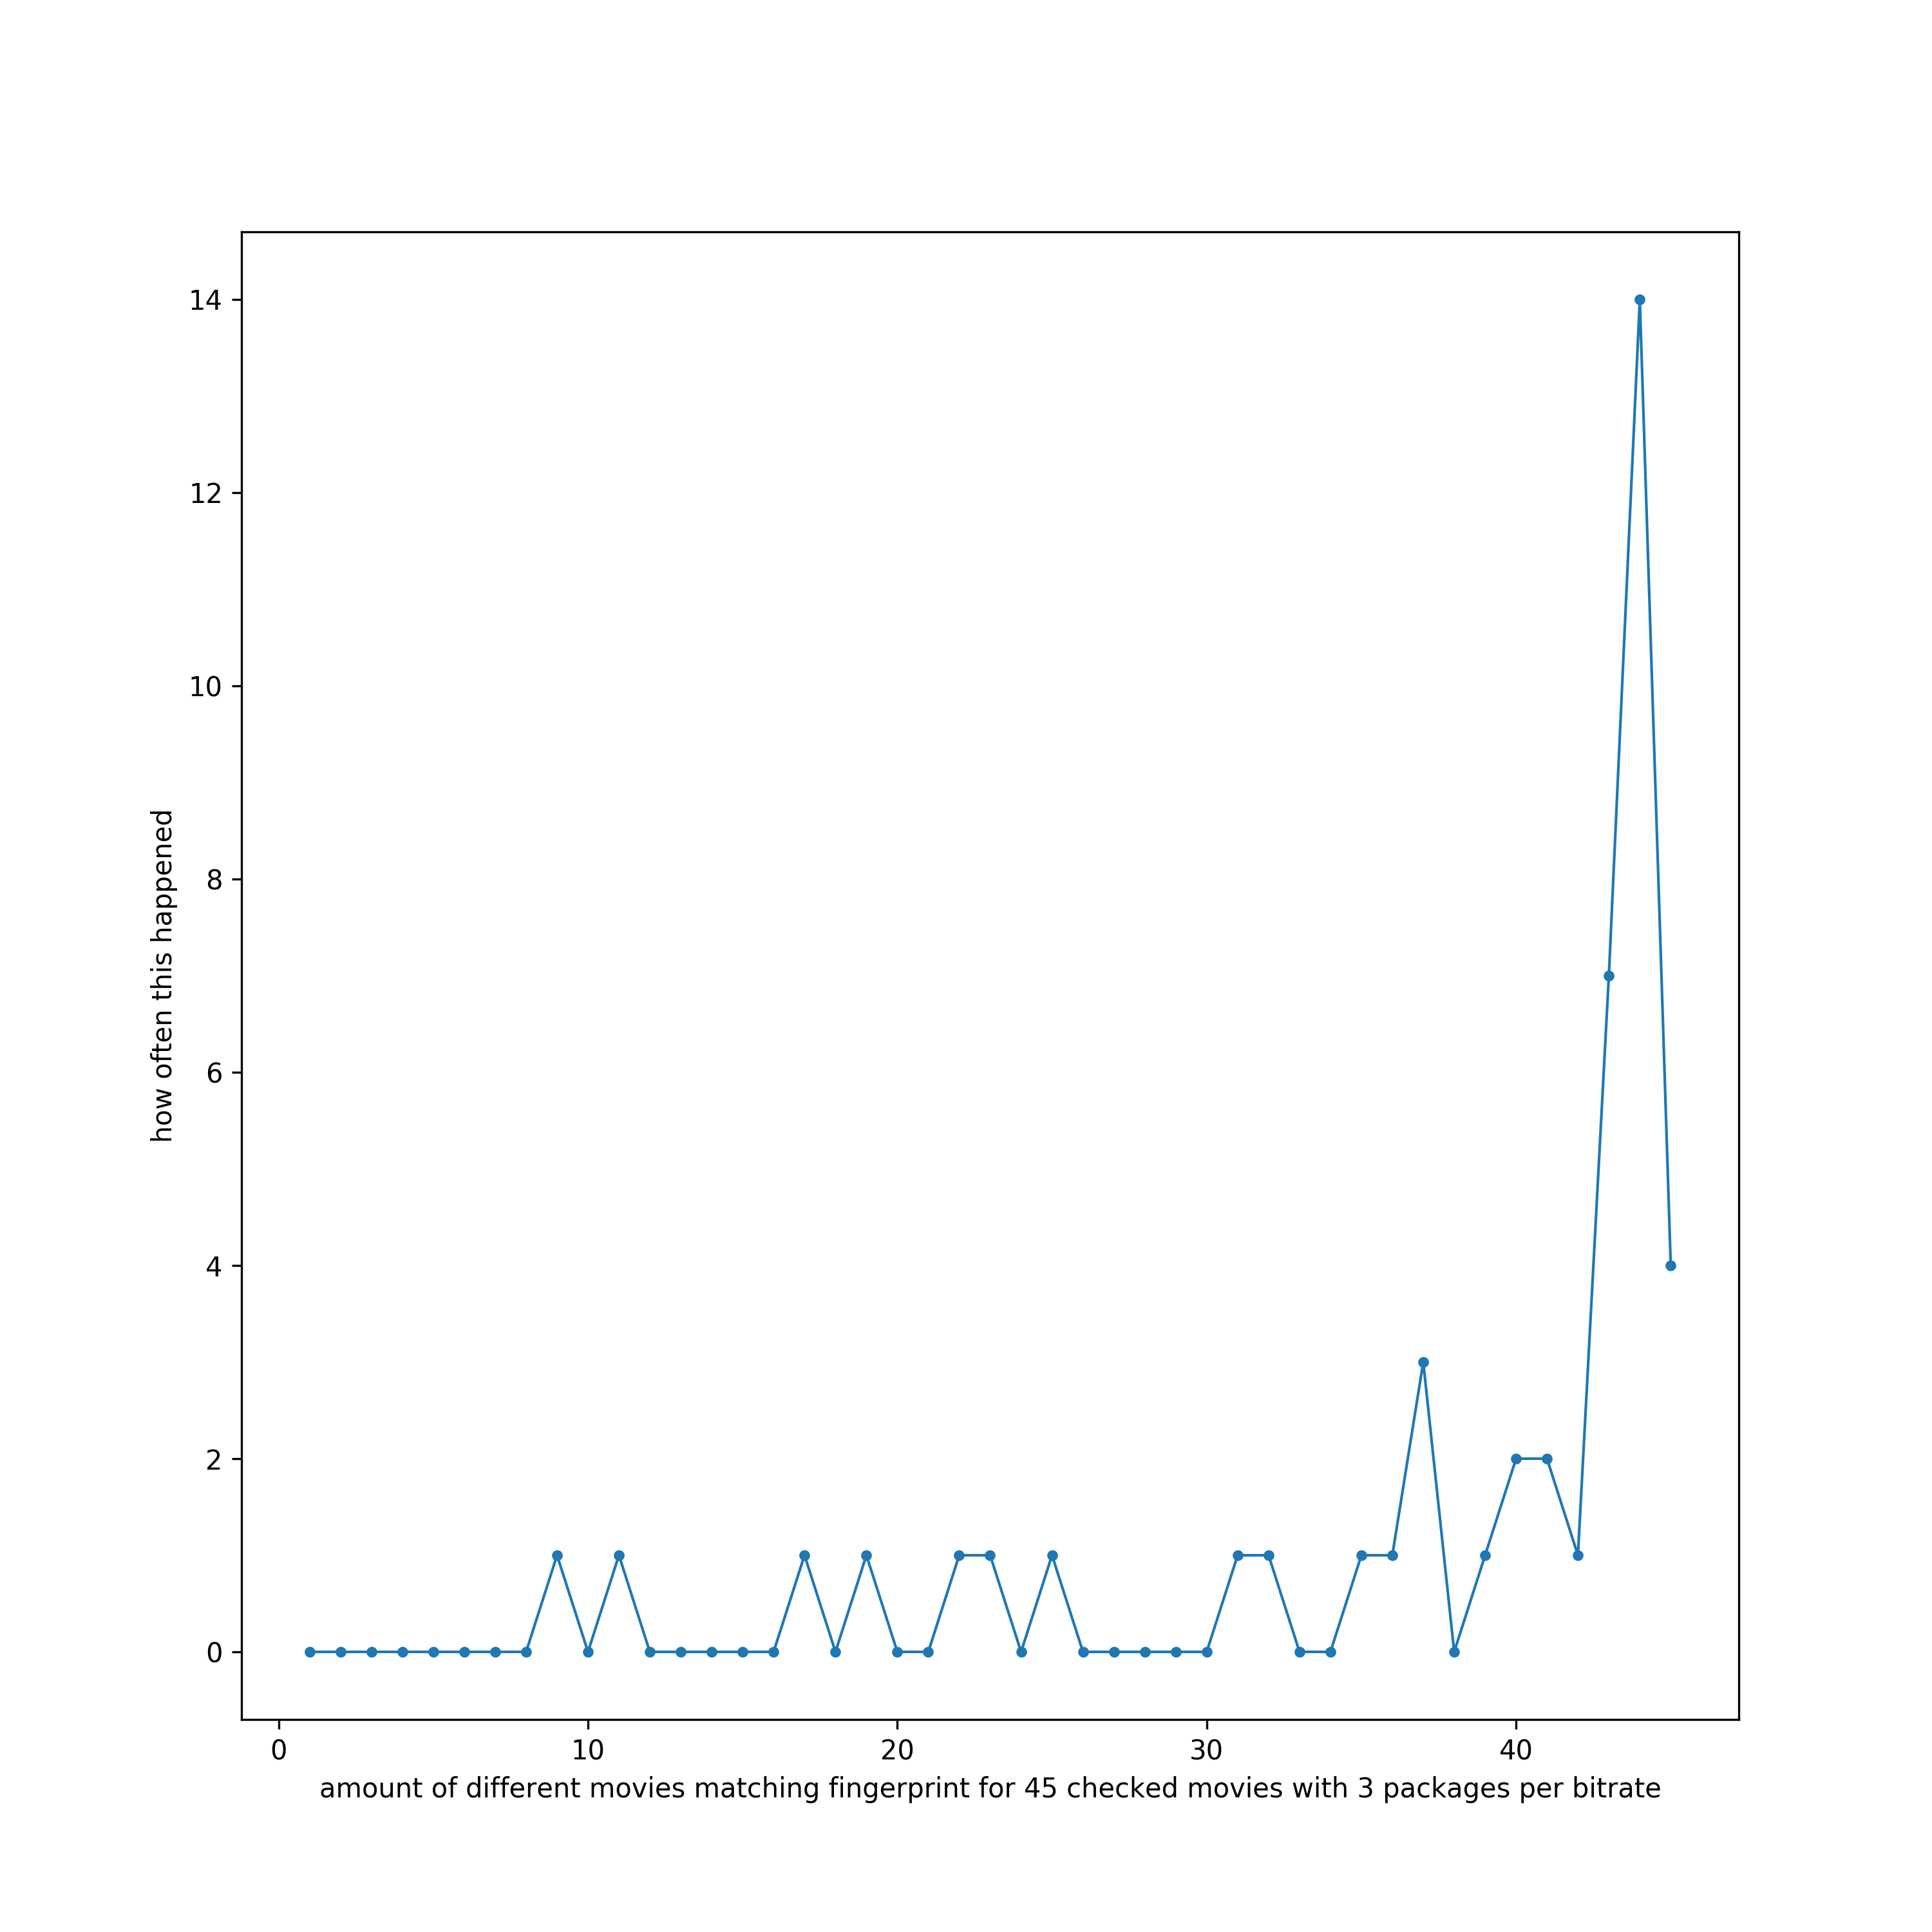 14
12
10
8
6
4
2
0
how often this happened
0 10 20 30 40
amount of different movies matching fingerprint for 45 checked movies with 3 packages per bitrate